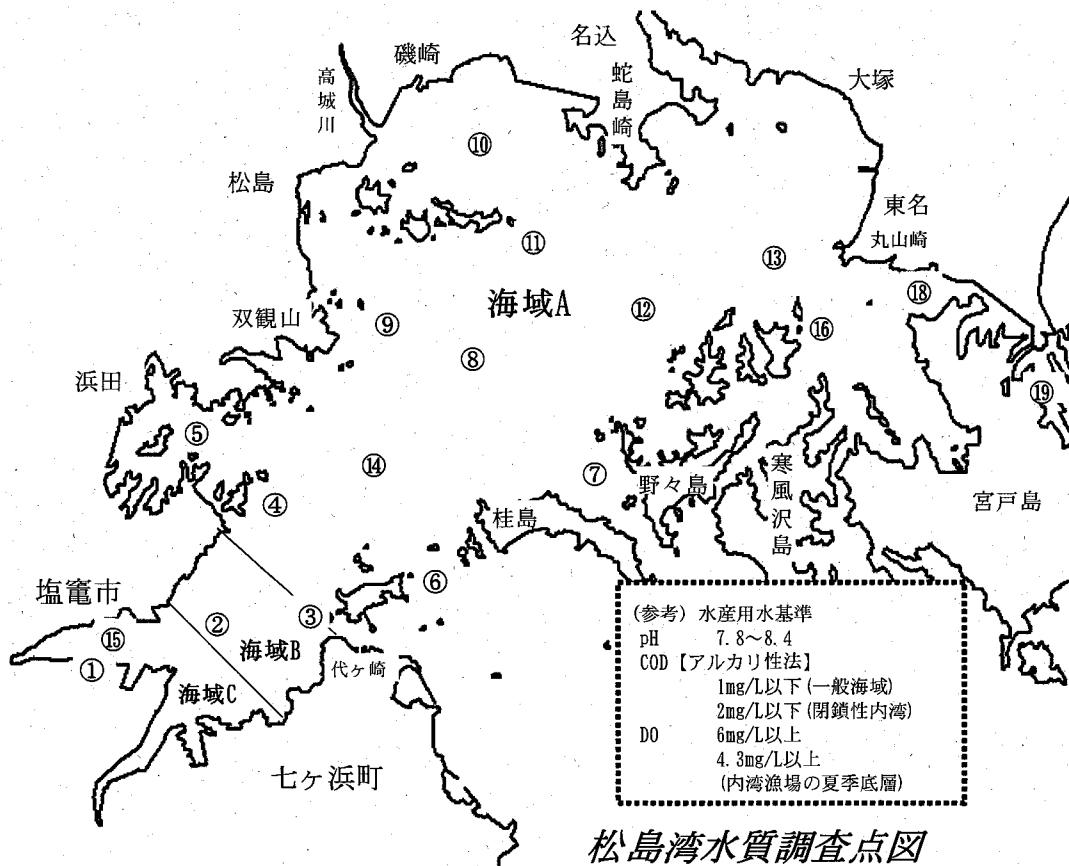 名込
磯崎
大塚
高城川
蛇島崎
⑩
松島
東名
丸山崎
⑪
⑬
⑱
海域A
⑫
双観山
⑨
⑯
⑧
浜田
⑲
⑤
⑭
⑦
野々島
寒風沢島
宮戸島
④
桂島
塩竈市
⑥
②
③
⑮
海域B
①
代ヶ崎
海域C
七ヶ浜町
(参考) 水産用水基準
pH 7.8～8.4
COD【アルカリ性法】
1mg/L以下(一般海域)
2mg/L以下(閉鎖性内湾)
DO 6mg/L以上
4.3mg/L以上
(内湾漁場の夏季底層)
松島湾水質調査点図